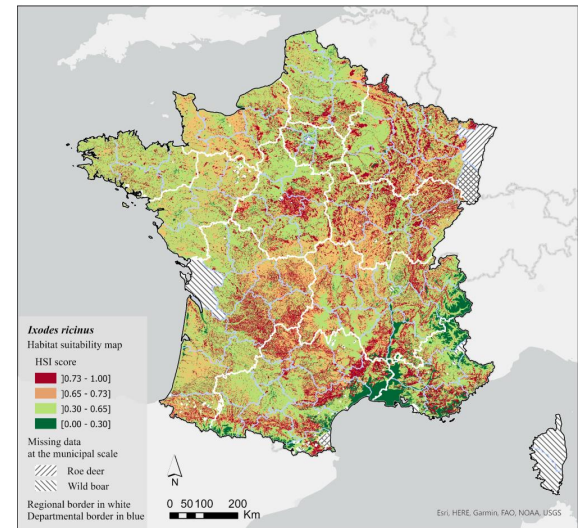 Ixodes ricinus
Habitat suitability map
HSI score
]0.73 - 1.00]
]0.65 - 0.73]
]0.30 - 0.65]
[0.00 - 0.30]
Missing data
at the municipal scale
Roe deer
Wild boar
Regional border in white
Departmental border in blue
N
0 50 100 200
Km
Esri, HERE, Garmin, FAO, NOAA, USGS